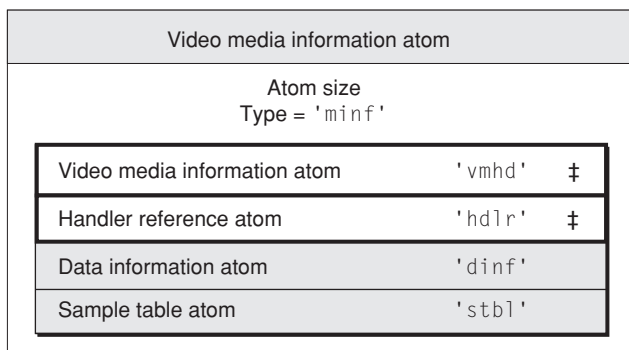 Video media information atom
Atom size
Type = 'minf'
Video media information atom 'vmhd' ‡
Handler reference atom 'hdlr' ‡
Data information atom 'dinf'
Sample table atom 'stbl'